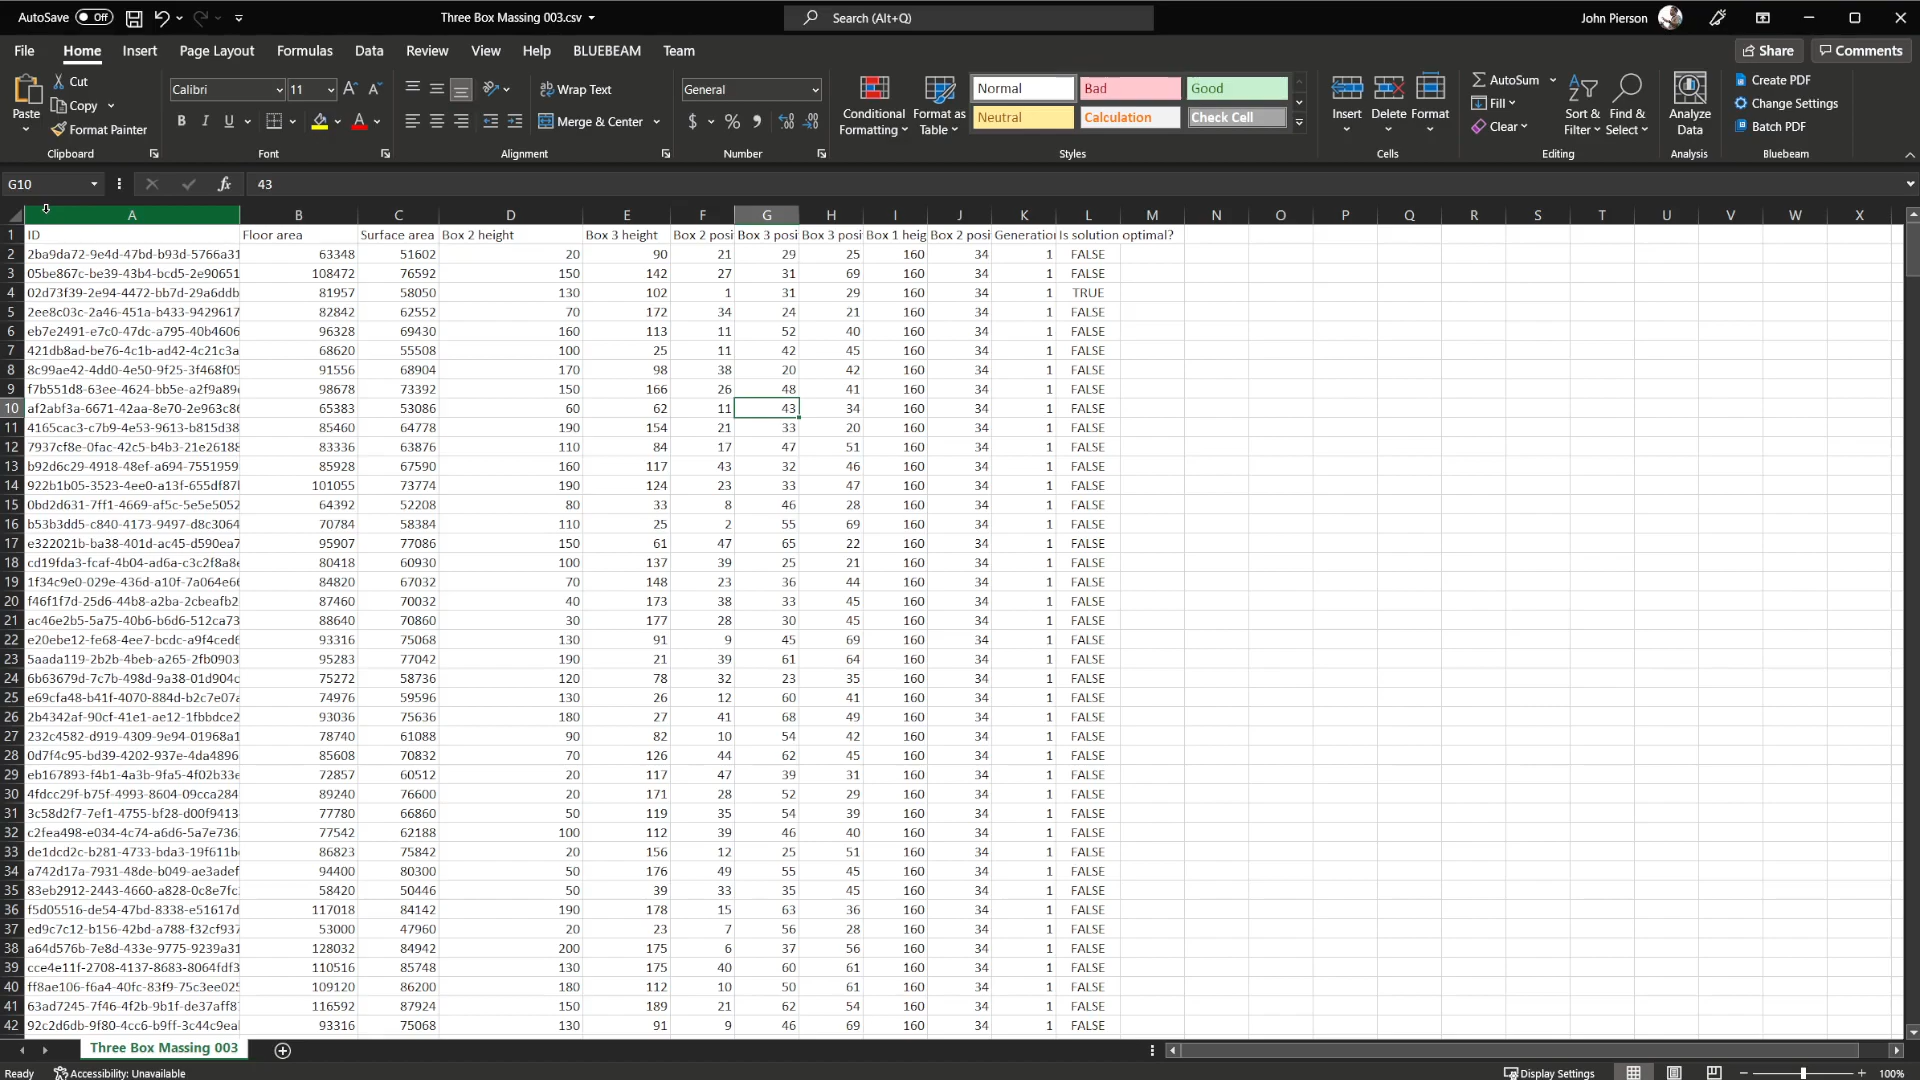 AutoSave Off Three Box Massing 003.csv Search (Alt+Q) John Pierson
File Home Insert Page Layout Formulas Data Review View Help BLUEBEAM Team Share Comments
Paste Cut Copy Format Painter Clipboard
Calibri 11 B I U A Font
Wrap Text Merge & Center Alignment
General $ % 9 Number
Conditional Formatting Format as Table Normal Bad Good Neutral Calculation Check Cell Styles
Insert Delete Format Cells
AutoSum Fill Clear Sort & Filter Find & Select Editing
Analyze Data Analysis
Create PDF Change Settings Batch PDF Bluebeam
G10 fx 43
A B C D E F G H I J K L M N O P Q R S T U V W X
1 ID Floor area Surface area Box 2 height Box 3 height Box 2 posi Box 3 posi Box 3 posi Box 1 heig Box 2 posi Generation Is solution optimal?
2 2ba9da72-9e4d-47bd-b93d-5766a31 63348 51602 20 90 21 29 25 160 34 1 FALSE
3 05be867c-be39-43b4-bcd5-2e90651 108472 76592 150 142 27 31 69 160 34 1 FALSE
4 02d73f39-2e94-4472-bb7d-29a6ddb 81957 58050 130 102 1 31 29 160 34 1 TRUE
5 2ee8c03c-2a46-451a-b433-9429617 82842 62552 70 172 34 24 21 160 34 1 FALSE
6 eb7e2491-e7c0-47dc-a795-40b4606 96328 69430 160 113 11 52 40 160 34 1 FALSE
7 421db8ad-be76-4c1b-ad42-4c21c3a 68620 55508 100 25 11 42 45 160 34 1 FALSE
8 8c99ae42-4dd0-4e50-9f25-3f468f05 91556 68904 170 98 38 20 42 160 34 1 FALSE
9 f7b551d8-63ee-4624-bb5e-a2f9a89 98678 73392 150 166 26 48 41 160 34 1 FALSE
10 af2abf3a-6671-42aa-8e70-2e963c86 65383 53086 60 62 11 43 34 160 34 1 FALSE
11 4165cac3-c7b9-4e53-9613-b815d38 85460 64778 190 154 21 33 20 160 34 1 FALSE
12 7937cf8e-0fac-42c5-b4b3-21e26188 83336 63876 110 84 17 47 51 160 34 1 FALSE
13 b92d6c29-4918-48ef-a694-7551959 85928 67590 160 117 43 32 46 160 34 1 FALSE
14 922b1b05-3523-4ee0-a13f-655df87 101055 73774 190 124 23 33 47 160 34 1 FALSE
15 0bd2d631-7ff1-4669-af5c-5e5e5052 64392 52208 80 33 8 46 28 160 34 1 FALSE
16 b53b3dd5-c840-4173-9497-d8c3064 70784 58384 110 25 2 55 69 160 34 1 FALSE
17 e322021b-ba38-401d-ac45-d590ea7 95907 77086 150 61 47 65 22 160 34 1 FALSE
18 cd19fda3-fcaf-4b04-ad6a-c3c2f8a8 80418 60930 100 137 39 25 21 160 34 1 FALSE
19 1f34c9e0-029e-436d-a10f-7a064e66 84820 67032 70 148 23 36 44 160 34 1 FALSE
20 f46f1f7d-25d6-44b8-a2ba-2cbeafb2 87460 70032 40 173 38 33 45 160 34 1 FALSE
21 ac46e2b5-5a75-40b6-b6d6-512ca73 88640 70860 30 177 28 30 45 160 34 1 FALSE
22 e20ebe12-fe68-4ee7-bcdc-a9f4ced6 93316 75068 130 91 9 45 69 160 34 1 FALSE
23 5aada119-2b2b-4beb-a265-2fb0903 95283 77042 190 21 39 61 64 160 34 1 FALSE
24 6b63679d-7c7b-498d-9a38-01d904c 75272 58736 120 78 32 23 35 160 34 1 FALSE
25 e69cfa48-b41f-4070-884d-b2c7e07a 74976 59596 130 26 12 60 41 160 34 1 FALSE
26 2b4342af-90cf-41e1-ae12-1fbbdce2 93036 75636 180 27 41 68 49 160 34 1 FALSE
27 232c4582-d919-4309-9e94-01968a1 78740 61088 90 82 10 54 42 160 34 1 FALSE
28 0d7f4c95-bd39-4202-937e-4da4896 85608 70832 70 126 44 62 45 160 34 1 FALSE
29 eb167893-f4b1-4a3b-9fa5-4f02b33e 72857 60512 20 117 47 39 31 160 34 1 FALSE
30 4fdcc29f-b75f-4993-8604-09cca284 89240 76600 20 171 28 52 29 160 34 1 FALSE
31 3c58d2f7-7ef1-4755-bf28-d00f9413 77780 66860 50 119 35 54 39 160 34 1 FALSE
32 c2fea498-e034-4c74-a6d6-5a7e736 77542 62188 100 112 39 46 40 160 34 1 FALSE
33 de1dcd2c-b281-4733-bda3-19f611b 86823 75842 20 156 12 25 51 160 34 1 FALSE
34 a742d17a-7931-48de-b049-ae3adef 94400 80300 50 176 49 55 45 160 34 1 FALSE
35 83eb2912-2443-4660-a828-0c8e7fc 58420 50446 50 39 33 35 45 160 34 1 FALSE
36 f5d05516-de54-47bd-8338-e51617d 117018 84142 190 178 15 63 36 160 34 1 FALSE
37 ed9c7c12-b156-42bd-a788-f32cf937 53000 47960 20 23 7 56 28 160 34 1 FALSE
38 a64d576b-7e8d-433e-9775-9239a31 128032 84942 200 175 6 37 56 160 34 1 FALSE
39 cce4e11f-2708-4137-8683-8064fdf3 110516 85748 130 175 40 60 61 160 34 1 FALSE
40 ff8ae106-f6a4-40fc-83f9-75c3ee025 109120 86200 180 112 10 50 61 160 34 1 FALSE
41 63ad7245-7f46-4f2b-9b1f-de37aff8 116592 87924 150 189 21 62 54 160 34 1 FALSE
42 92c2d6db-9f80-4cc6-b9ff-3c44c9ea 93316 75068 130 91 9 46 69 160 34 1 FALSE
Three Box Massing 003
Ready Accessibility: Unavailable Display Settings 100%